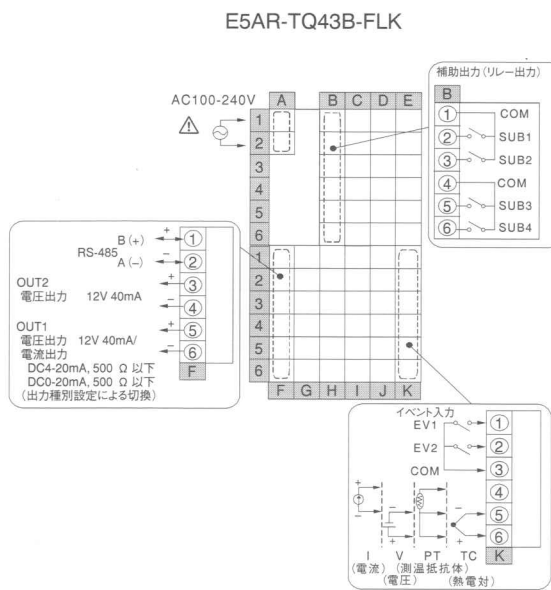 E5AR-TQ43B-FLK
AC100-240V
A B C D E
1
2
3
4
5
6
1
2
3
4
5
6
F G H I J K
補助出力(リレー出力)
B
① COM
② SUB1
③ SUB2
④ COM
⑤ SUB3
⑥ SUB4
B(+) + ①
RS-485
A(−) − ②
OUT2 + ③
電圧出力 12V 40mA
− ④
OUT1 + ⑤
電圧出力 12V 40mA/
電流出力 − ⑥
DC4-20mA, 500 Ω 以下
DC0-20mA, 500 Ω 以下
(出力種別設定による切換)
F
イベント入力
EV1 ①
EV2 ②
COM ③
④
⑤
⑥
+ − − +
− + 
I V PT TC K
(電流) (測温抵抗体)
(電圧) (熱電対)